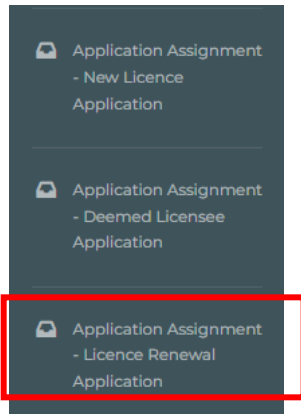 Application Assignment
- New Licence
Application
Application Assignment
- Deemed Licensee
Application
Application Assignment
- Licence Renewal
Application